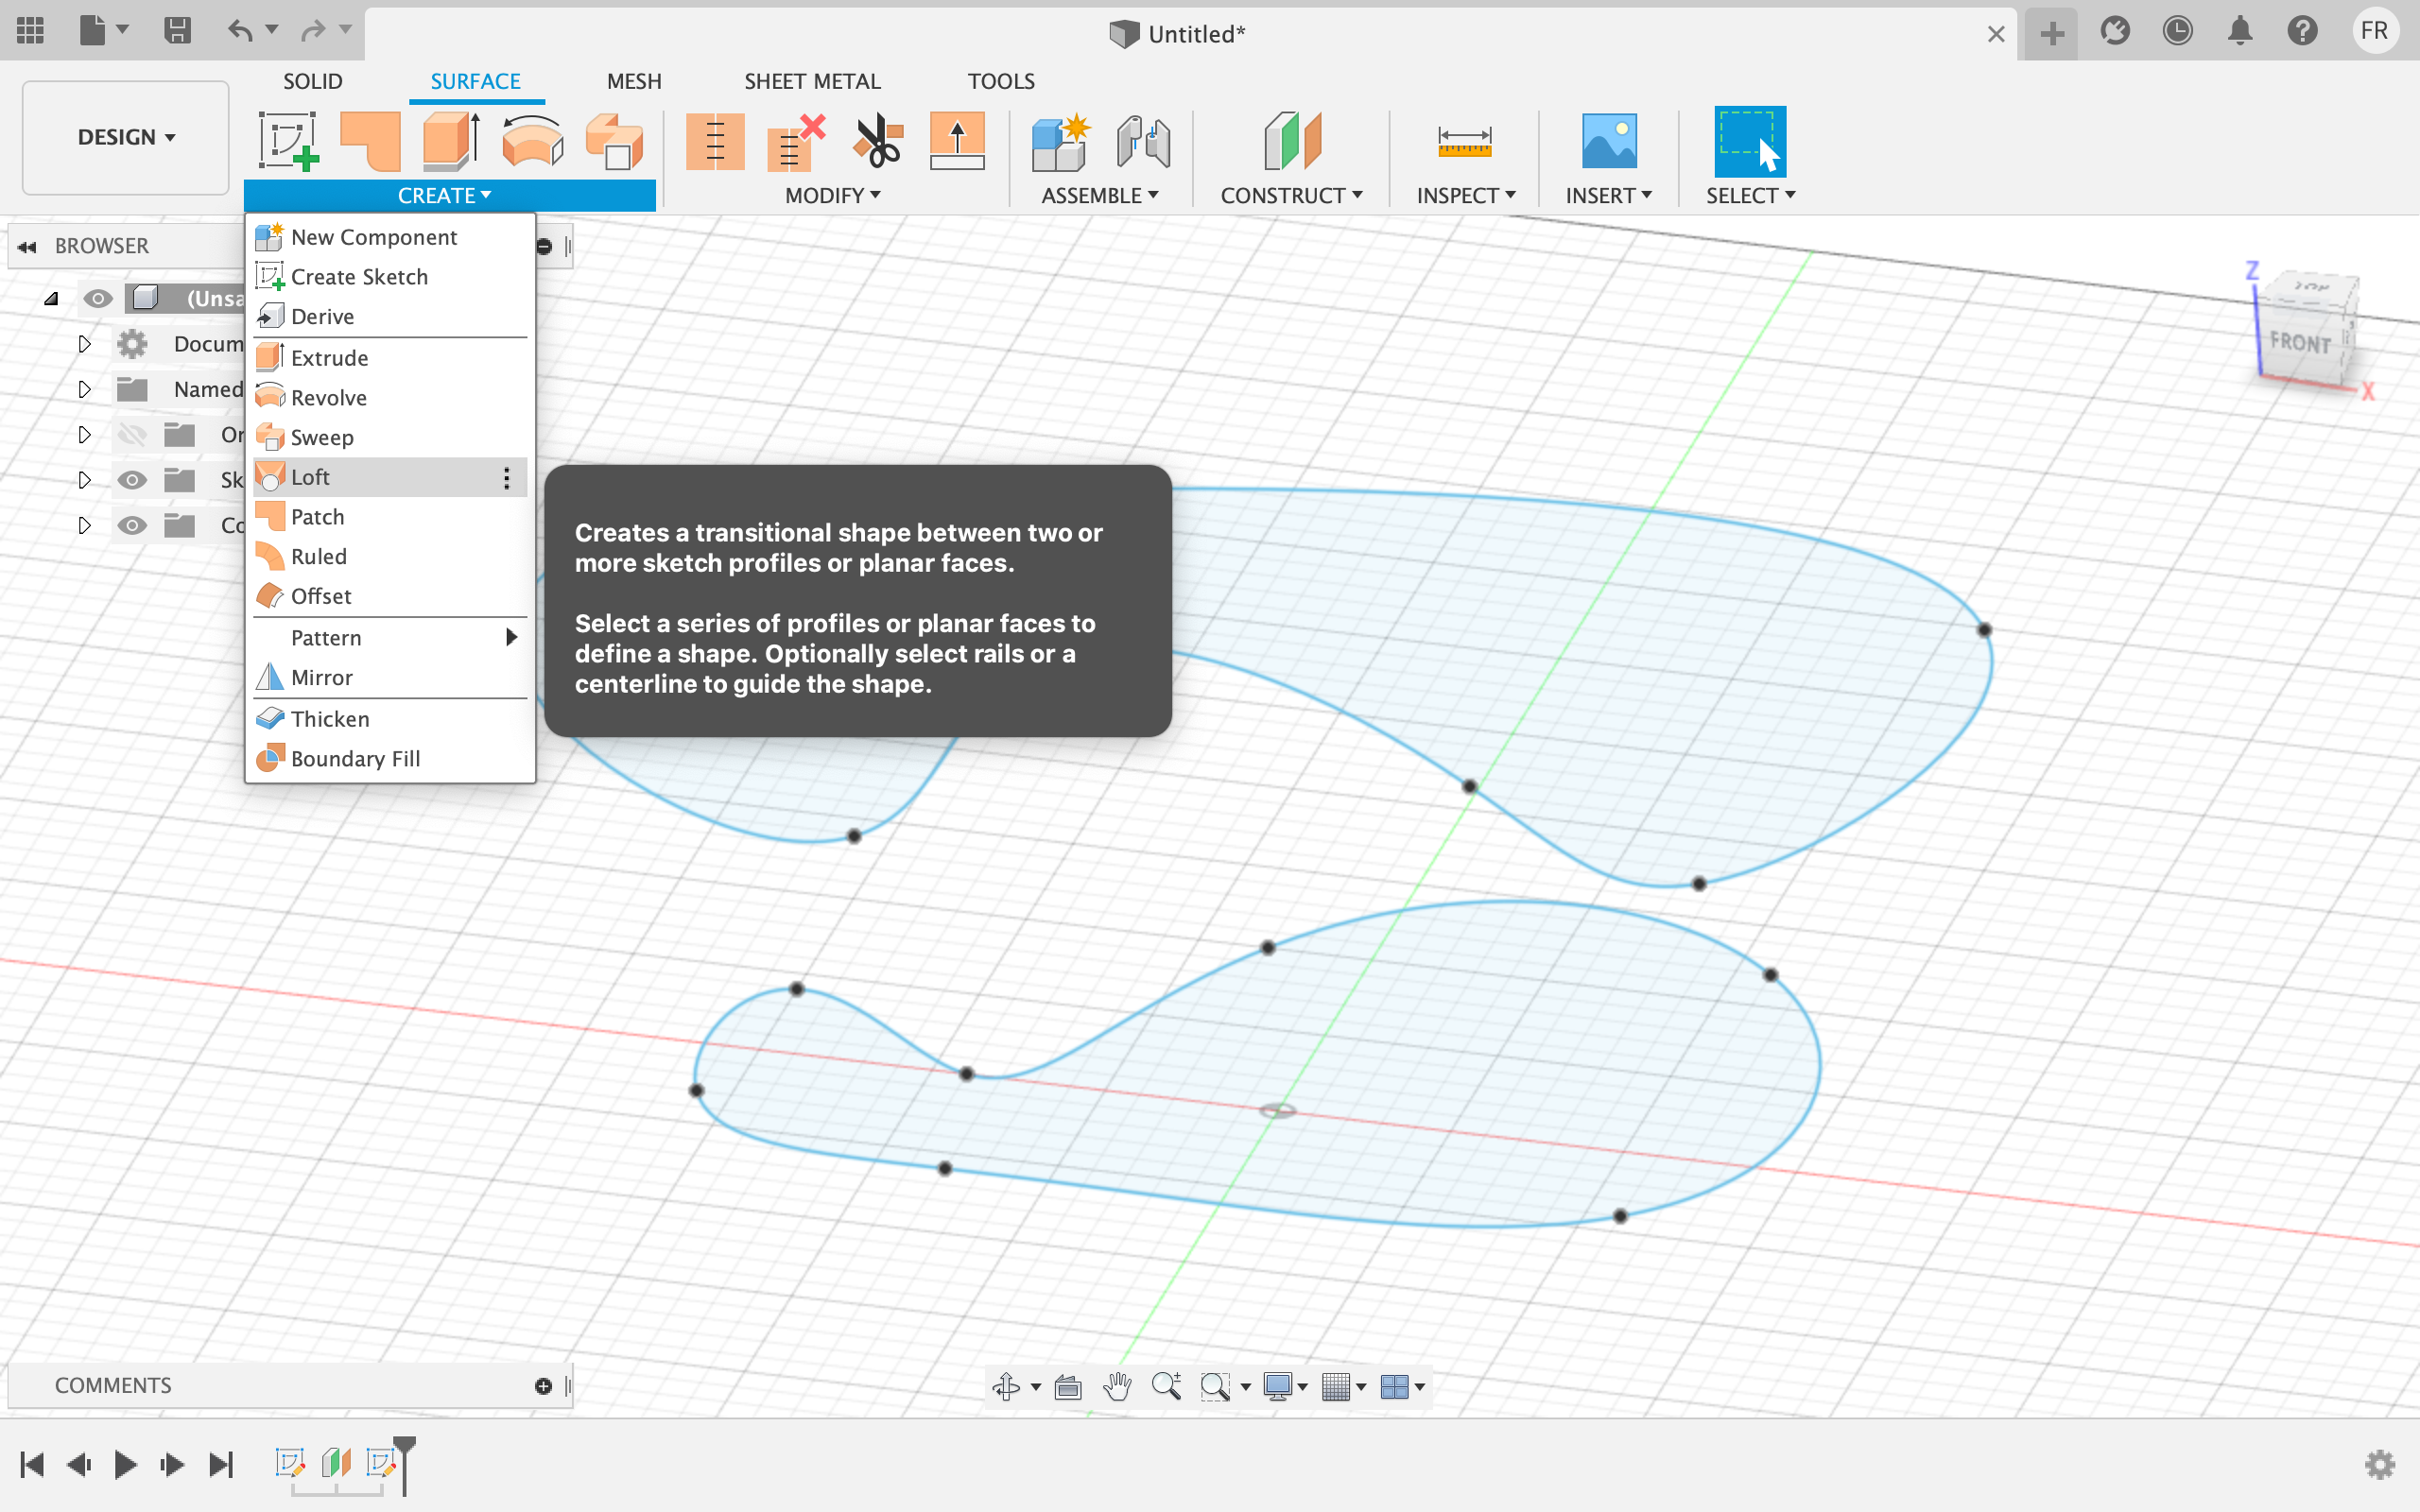 Untitled*
FR
SOLID
SURFACE
MESH
SHEET METAL
TOOLS
DESIGN
CREATE
MODIFY
ASSEMBLE
CONSTRUCT
INSPECT
INSERT
SELECT
BROWSER
(Unsa
Docum
Named
Or
Sk
Co
New Component
Create Sketch
Derive
Extrude
Revolve
Sweep
Loft
Patch
Ruled
Offset
Pattern
Mirror
Thicken
Boundary Fill
Creates a transitional shape between two or
more sketch profiles or planar faces.
Select a series of profiles or planar faces to
define a shape. Optionally select rails or a
centerline to guide the shape.
Z
TOP
FRONT
X
COMMENTS